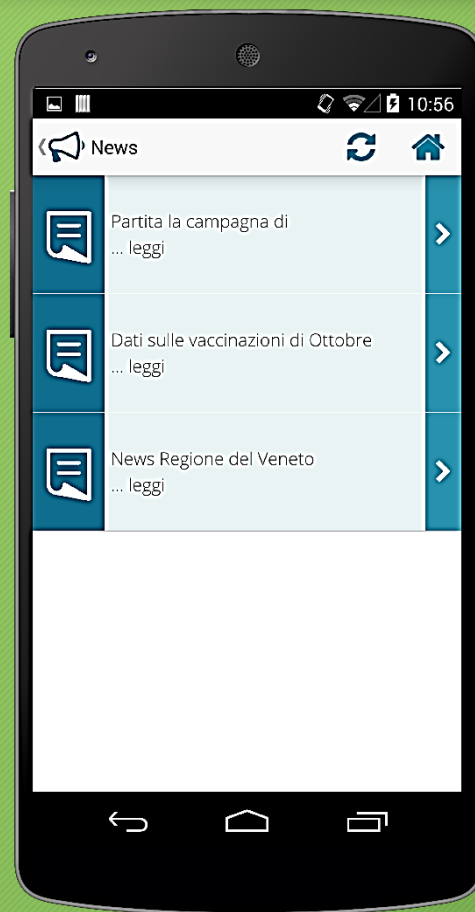 10:56
News
Partita la campagna di
... leggi
Dati sulle vaccinazioni di Ottobre
... leggi
News Regione del Veneto
... leggi